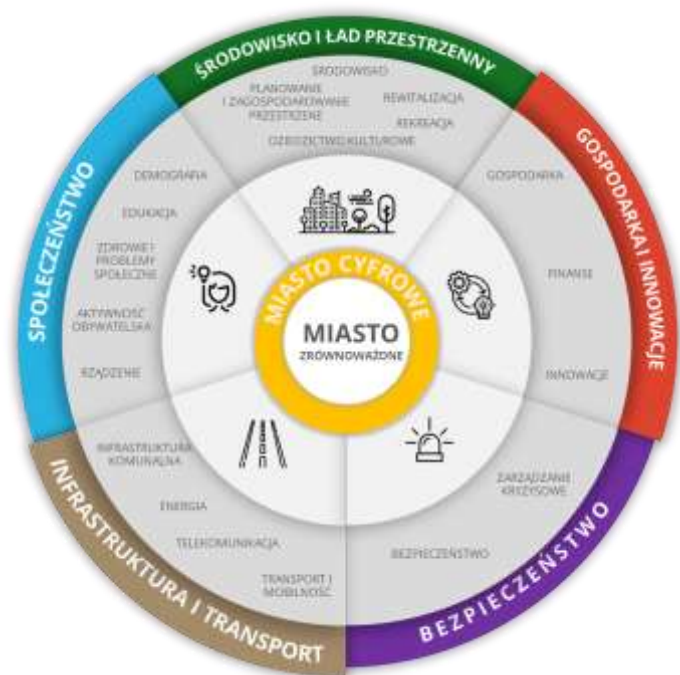 ŚRODOWISKO I ŁAD PRZESTRZENNY
ŚRODOWISKO
PLANOWANIE
I ZAGOSPODAROWANIE
PRZESTRZENE
REWITALIZACJA
REKREACJA
DZIEDZICTWO KULTUROWE
GOSPODARKA I INNOWACJE
GOSPODARKA
FINANSE
INNOWACJE
BEZPIECZEŃSTWO
ZARZĄDZANIE
KRYZYSOWE
BEZPIECZEŃSTWO
INFRASTRUKTURA I TRANSPORT
INFRASTRUKTURA
KOMUNALNA
ENERGIA
TELEKOMUNIKACJA
TRANSPORT I
MOBILNOŚĆ
SPOŁECZEŃSTWO
DEMOGRAFIA
EDUKACJA
ZDROWIE I
PROBLEMY
SPOŁECZNE
AKTYWNOŚĆ
OBYWATELSKA
RZĄDZENIE
MIASTO CYFROWE
MIASTO
ZRÓWNOWAŻONE